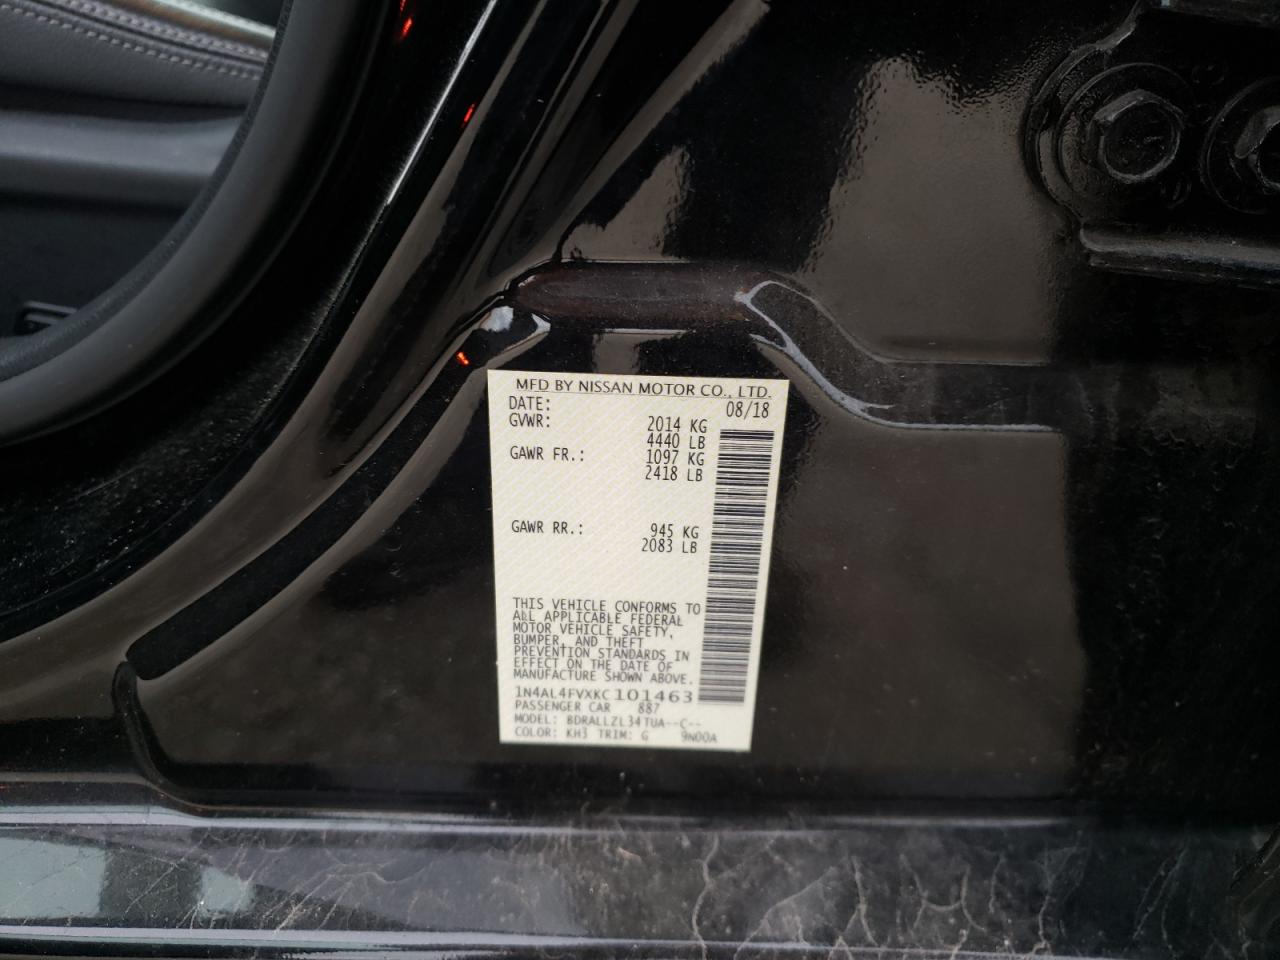 MFD BY NISSAN MOTOR CO., LTD.
DATE: 08/18
GVWR: 2014 KG
4440 LB
GAWR FR.: 1097 KG
2418 LB
GAWR RR.: 945 KG
2083 LB
THIS VEHICLE CONFORMS TO
ALL APPLICABLE FEDERAL
MOTOR VEHICLE SAFETY,
BUMPER, AND THEFT
PREVENTION STANDARDS IN
EFFECT ON THE DATE OF
MANUFACTURE SHOWN ABOVE.
1N4AL4FVXKC101463
PASSENGER CAR 887
MODEL: BDRALLZL34TUA--C--
COLOR: KH3 TRIM: G 9N00A